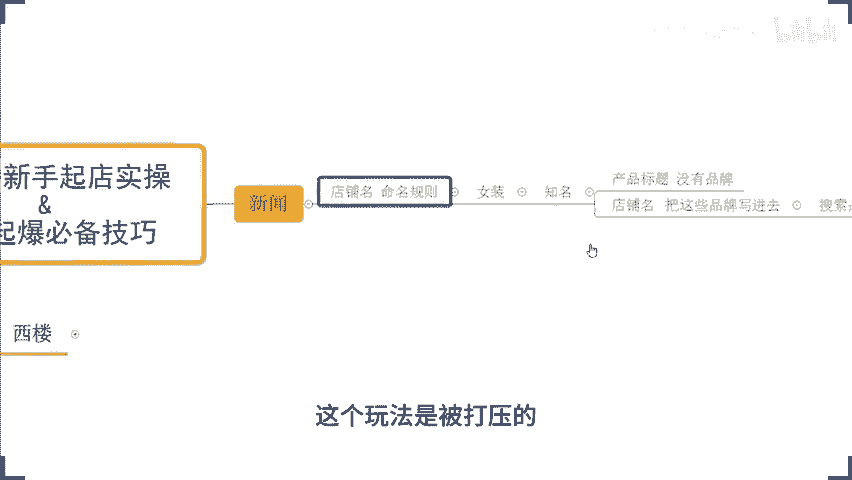 新手起店实操
&
起爆必备技巧
新闻
店铺名 命名规则
女装
知名
产品标题 没有品牌
店铺名 把这些品牌写进去
搜索
西楼
这个玩法是被打压的
bilibili